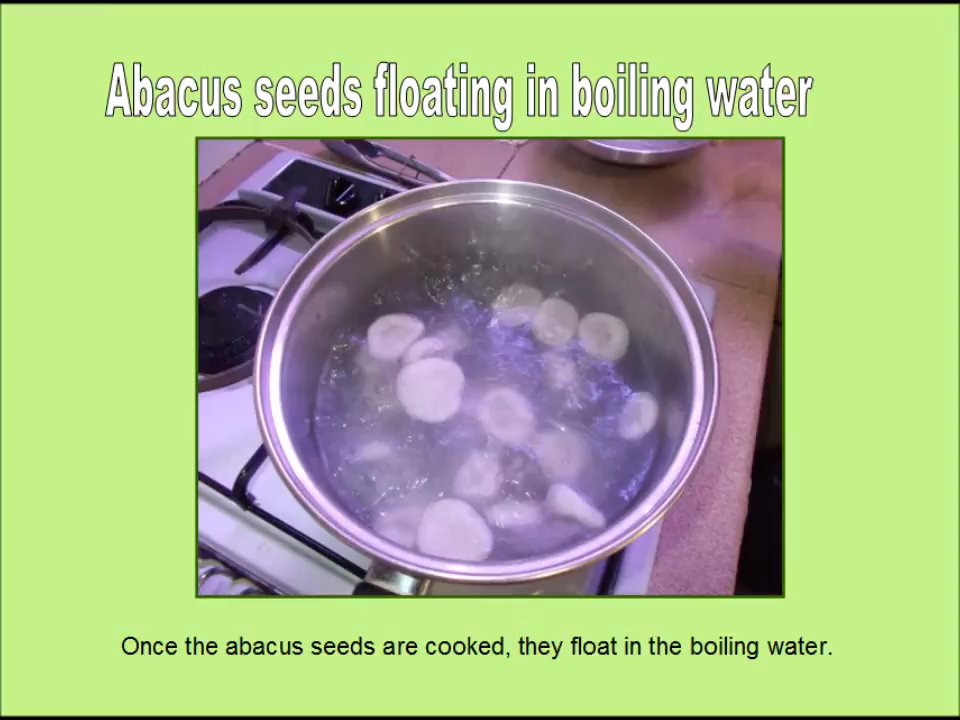 Abacus seeds floating in boiling water
Once the abacus seeds are cooked, they float in the boiling water.